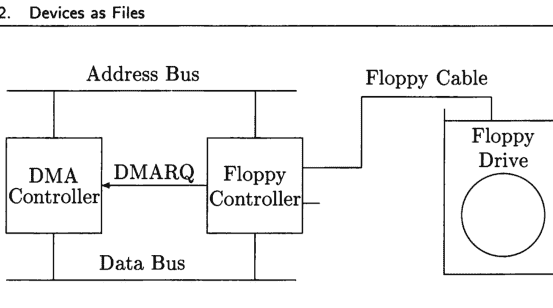 2. Devices as Files
Address Bus
Floppy Cable
DMA
Controller
DMARQ
Floppy
Controller
Floppy
Drive
Data Bus